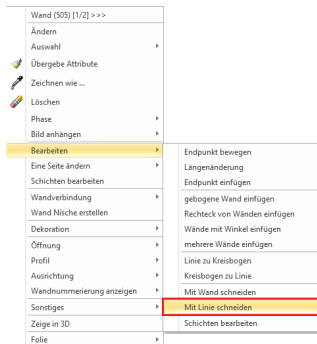 Wand (505) [1/2] >>>
Ändern
Auswahl
Übergebe Attribute
Zeichnen wie ...
Löschen
Phase
Bild anhängen
Bearbeiten
Eine Seite ändern
Schichten bearbeiten
Wandverbindung
Wand Nische erstellen
Dekoration
Öffnung
Profil
Ausrichtung
Wandnummerierung anzeigen
Sonstiges
Zeige in 3D
Folie
Endpunkt bewegen
Längenänderung
Endpunkt einfügen
gebogene Wand einfügen
Rechteck von Wänden einfügen
Wände mit Winkel einfügen
mehrere Wände einfügen
Linie zu Kreisbogen
Kreisbogen zu Linie
Mit Wand schneiden
Mit Linie schneiden
Schichten bearbeiten